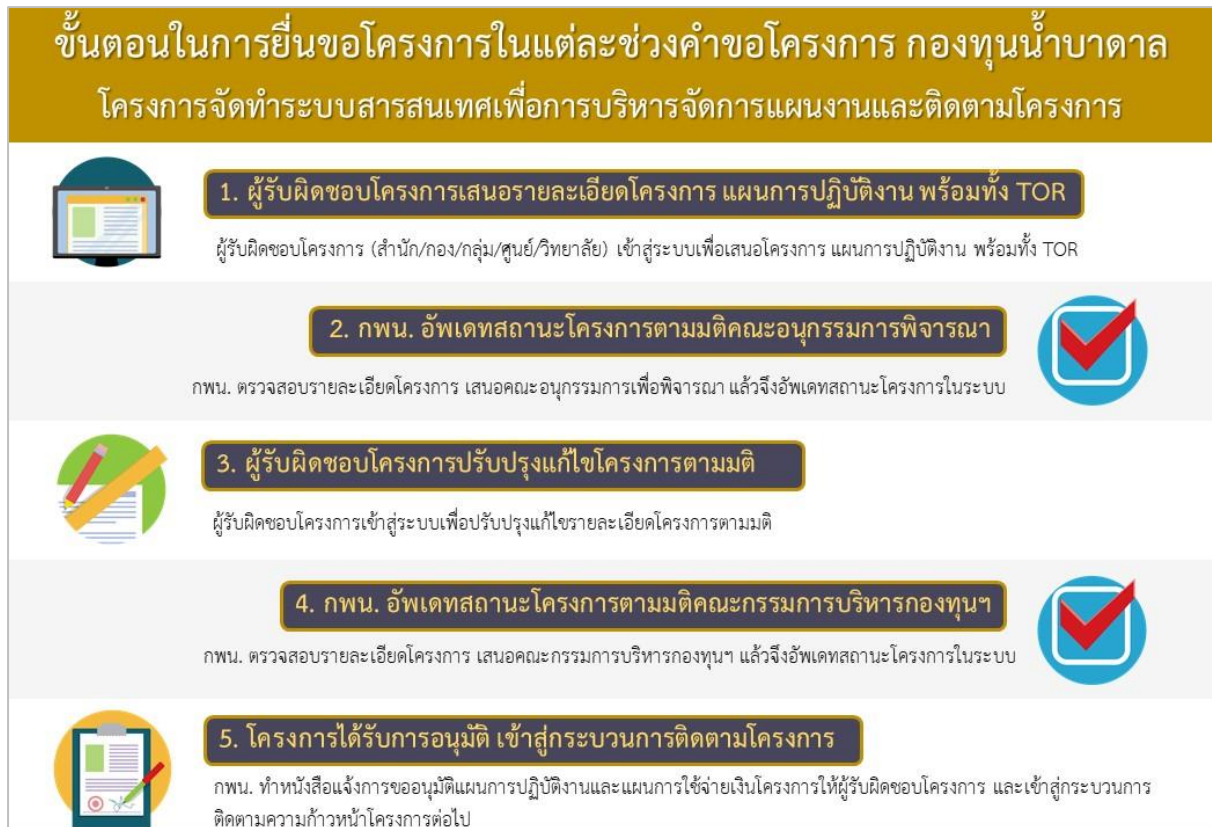 ขั้นตอนในการยื่นขอโครงการในแต่ละช่วงคำขอโครงการ กองทุนน้ำบาดาล
โครงการจัดทำระบบสารสนเทศเพื่อการบริหารจัดการแผนงานและติดตามโครงการ
1. ผู้รับผิดชอบโครงการเสนอรายละเอียดโครงการ แผนการปฏิบัติงาน พร้อมทั้ง TOR
ผู้รับผิดชอบโครงการ (สำนัก/กอง/กลุ่ม/ศูนย์/วิทยาลัย) เข้าสู่ระบบเพื่อเสนอโครงการ แผนการปฏิบัติงาน พร้อมทั้ง TOR
2. กพน. อัพเดทสถานะโครงการตามมติคณะอนุกรรมการพิจารณา
กพน. ตรวจสอบรายละเอียดโครงการ เสนอคณะอนุกรรมการเพื่อพิจารณา แล้วจึงอัพเดทสถานะโครงการในระบบ
3. ผู้รับผิดชอบโครงการปรับปรุงแก้ไขโครงการตามมติ
ผู้รับผิดชอบโครงการเข้าสู่ระบบเพื่อปรับปรุงแก้ไขรายละเอียดโครงการตามมติ
4. กพน. อัพเดทสถานะโครงการตามมติคณะกรรมการบริหารกองทุนฯ
กพน. ตรวจสอบรายละเอียดโครงการ เสนอคณะกรรมการบริหารกองทุนฯ แล้วจึงอัพเดทสถานะโครงการในระบบ
5. โครงการได้รับการอนุมัติ เข้าสู่กระบวนการติดตามโครงการ
กพน. ทำหนังสือแจ้งการขออนุมัติแผนการปฏิบัติงานและแผนการใช้จ่ายเงินโครงการให้ผู้รับผิดชอบโครงการ และเข้าสู่กระบวนการ
ติดตามความก้าวหน้าโครงการต่อไป